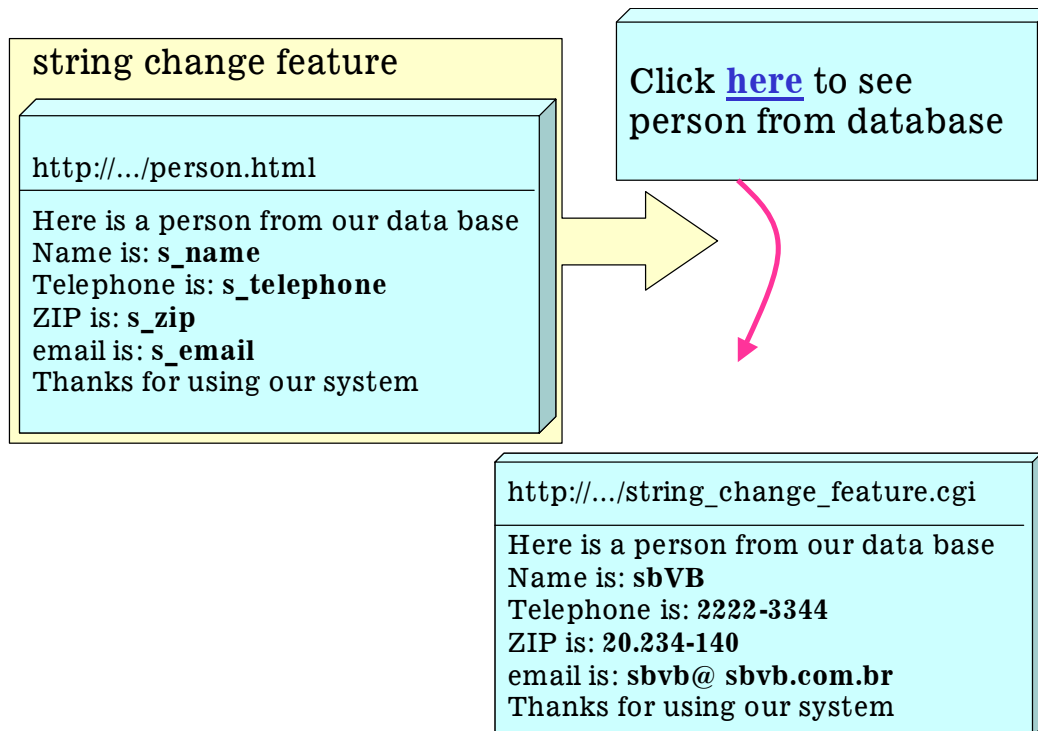 string change feature
http://.../person.html
Here is a person from our data base
Name is: s_name
Telephone is: s_telephone
ZIP is: s_zip
email is: s_email
Thanks for using our system
Click here to see
person from database
http://.../string_change_feature.cgi
Here is a person from our data base
Name is: sbVB
Telephone is: 2222-3344
ZIP is: 20.234-140
email is: sbvb@ sbvb.com.br
Thanks for using our system